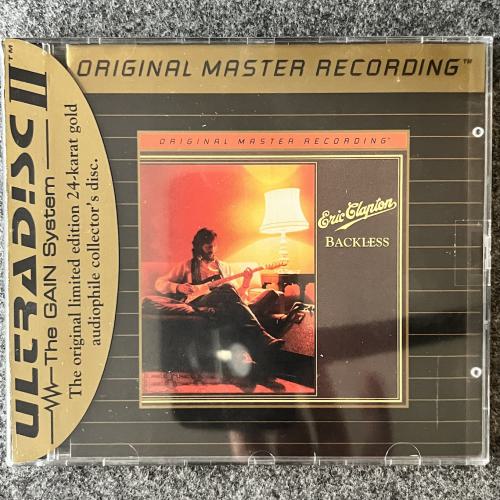 ORIGINAL MASTER RECORDING™
ULTRADISC II™
The GAIN System
The original limited edition 24-karat gold
audiophile collector's disc.
ORIGINAL MASTER RECORDING
Eric Clapton
BACKLESS